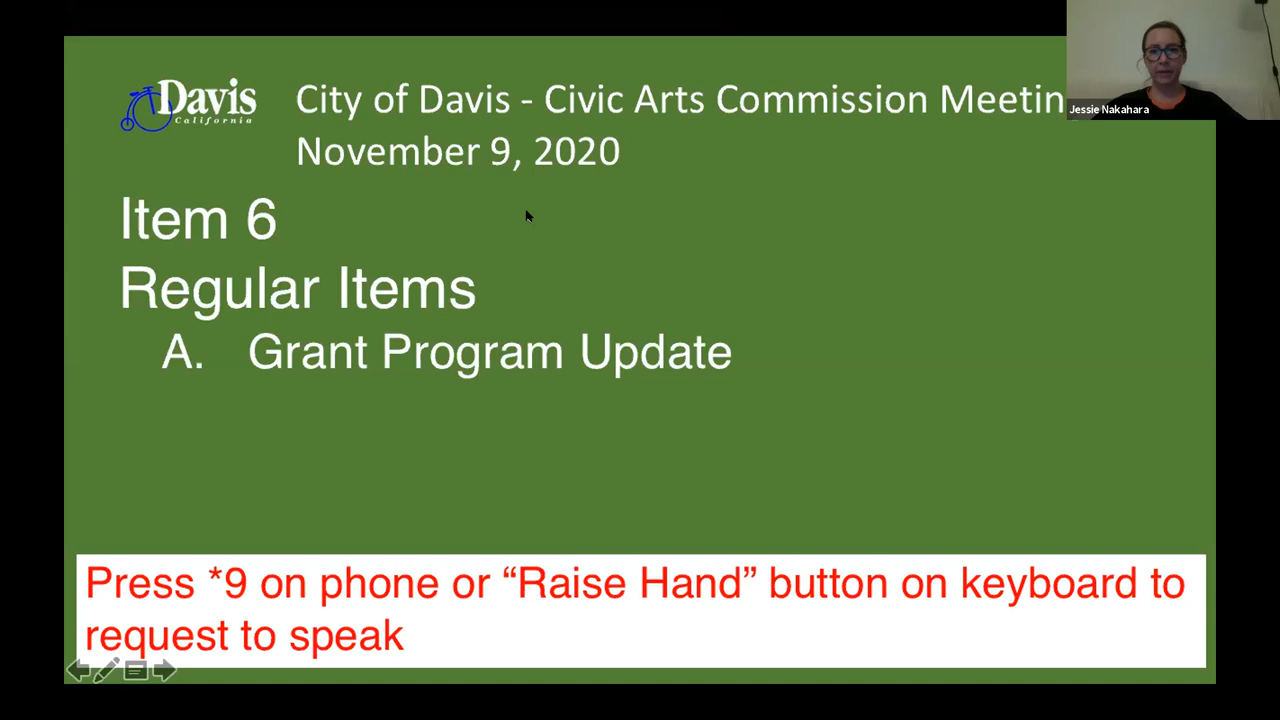 Davis
California
City of Davis - Civic Arts Commission Meetin
November 9, 2020
Jessie Nakahara
Item 6
Regular Items
A. Grant Program Update
Press *9 on phone or “Raise Hand” button on keyboard to
request to speak